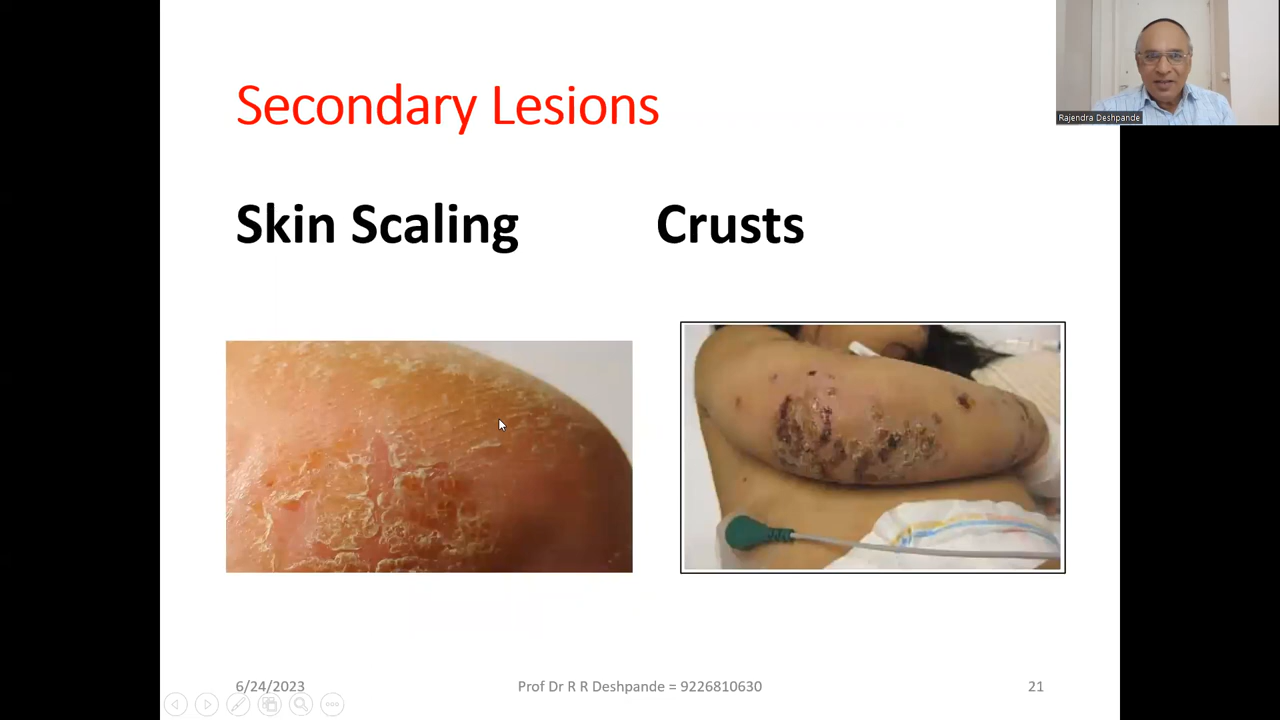 Secondary Lesions
Rajendra Deshpande
Skin Scaling
Crusts
6/24/2023
Prof Dr R R Deshpande = 9226810630
21